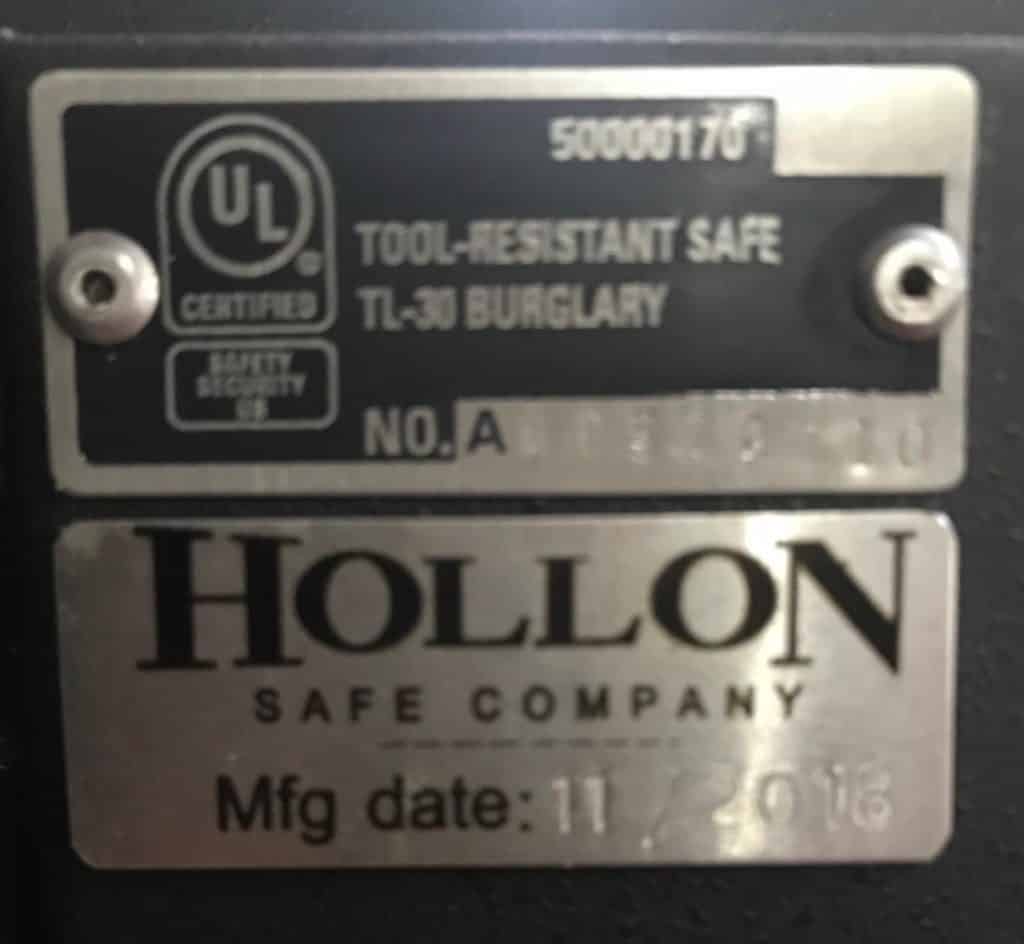 50000170
UL®
CERTIFIED
SAFETY
SECURITY
US
TOOL-RESISTANT SAFE
TL-30 BURGLARY
NO. A
HOLLON
SAFE COMPANY
Mfg date: 11 /